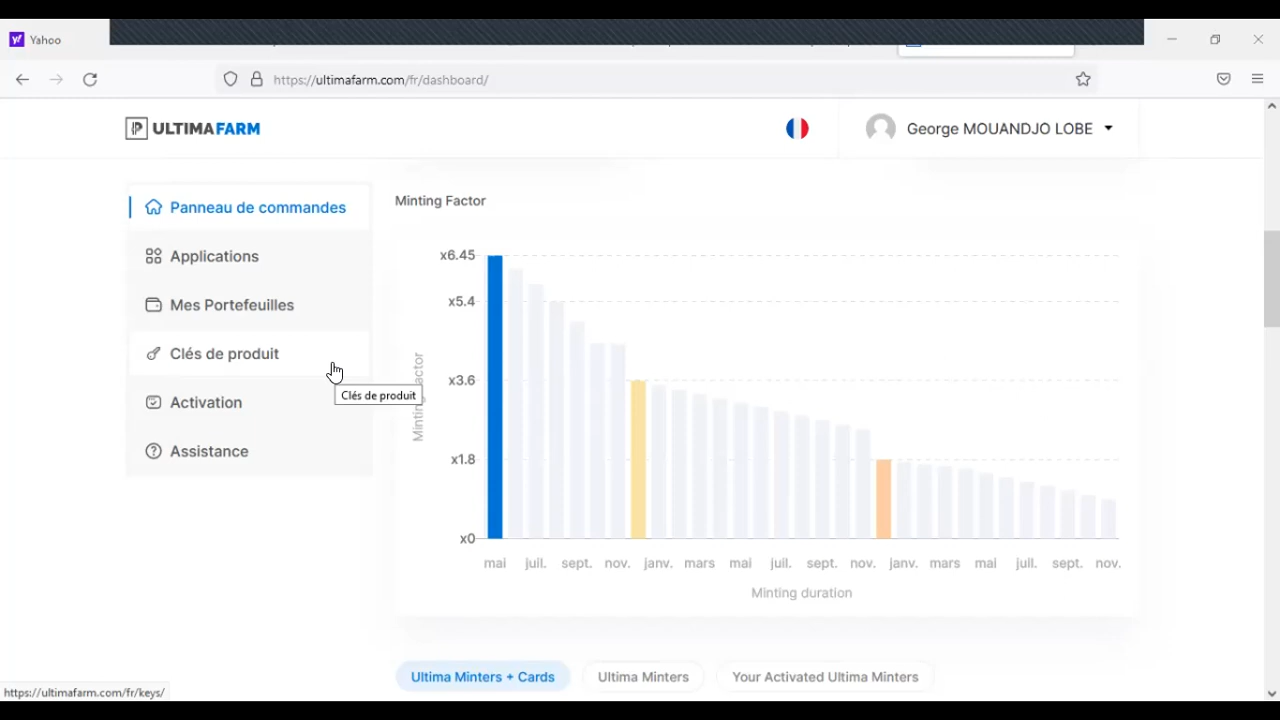 Yahoo
https://ultimafarm.com/fr/dashboard/
ULTIMAFARM
George MOUANDJO LOBE
Panneau de commandes
Applications
Mes Portefeuilles
Clés de produit
Clés de produit
Activation
Assistance
Minting Factor
x6.45
x5.4
x3.6
x1.8
x0
Minting Factor
mai juil. sept. nov. janv. mars mai juil. sept. nov. janv. mars mai juil. sept. nov.
Minting duration
Ultima Minters + Cards
Ultima Minters
Your Activated Ultima Minters
https://ultimafarm.com/fr/keys/